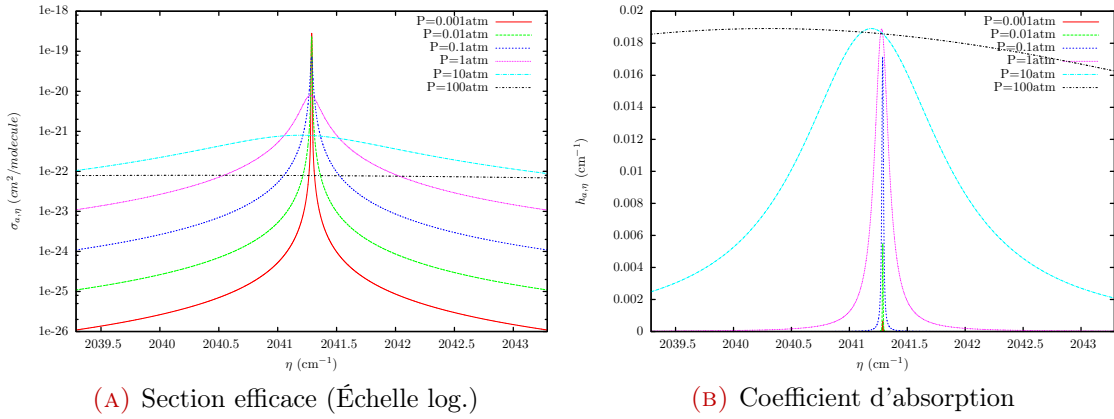 1e-18
1e-19
1e-20
1e-21
1e-22
1e-23
1e-24
1e-25
1e-26
σa,η (cm²/molecule)
P=0.001atm
P=0.01atm
P=0.1atm
P=1atm
P=10atm
P=100atm
2039.5 2040 2040.5 2041 2041.5 2042 2042.5 2043
η (cm⁻¹)
(A) Section efficace (Échelle log.)
0.02
0.018
0.016
0.014
0.012
0.01
0.008
0.006
0.004
0.002
0
ha,η (cm⁻¹)
P=0.001atm
P=0.01atm
P=0.1atm
P=1atm
P=10atm
P=100atm
2039.5 2040 2040.5 2041 2041.5 2042 2042.5 2043
η (cm⁻¹)
(B) Coefficient d'absorption